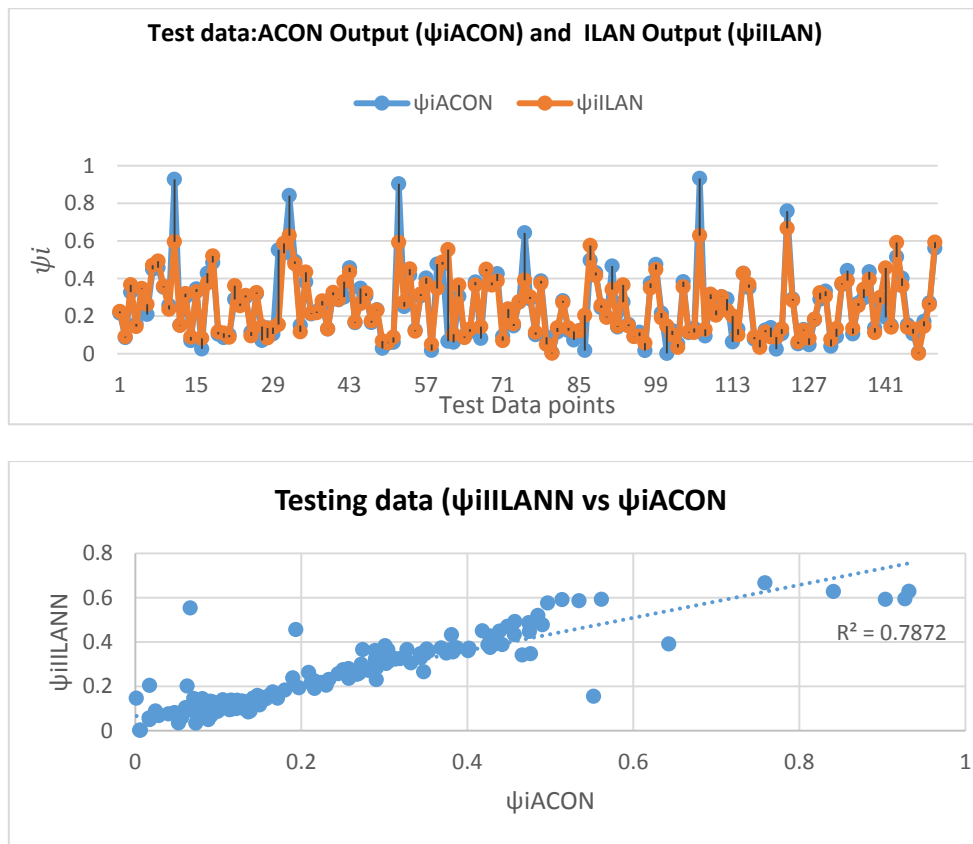 Test data:ACON Output (ψiACON) and ILAN Output (ψiILAN)
ψiACON ψiILAN
1
0.8
0.6
0.4
0.2
0
ψi
1 15 29 43 57 71 85 99 113 127 141
Test Data points
Testing data (ψiIILANN vs ψiACON
0.8
0.6
0.4
0.2
0
ψiIILANN
R² = 0.7872
0 0.2 0.4 0.6 0.8 1
ψiACON